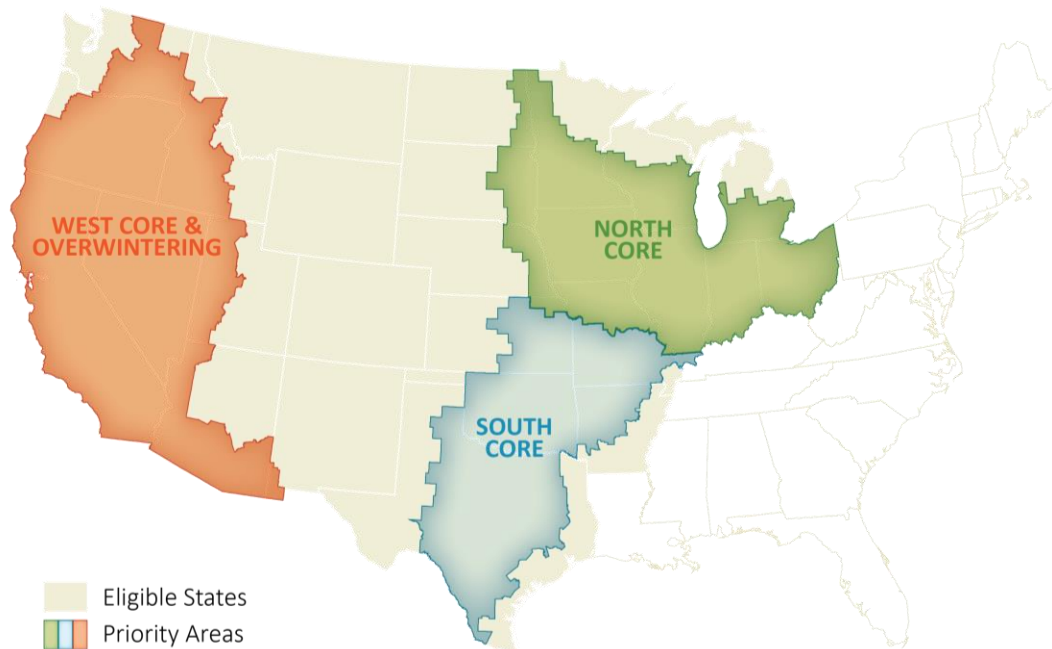 WEST CORE &
OVERWINTERING
NORTH
CORE
SOUTH
CORE
Eligible States
Priority Areas